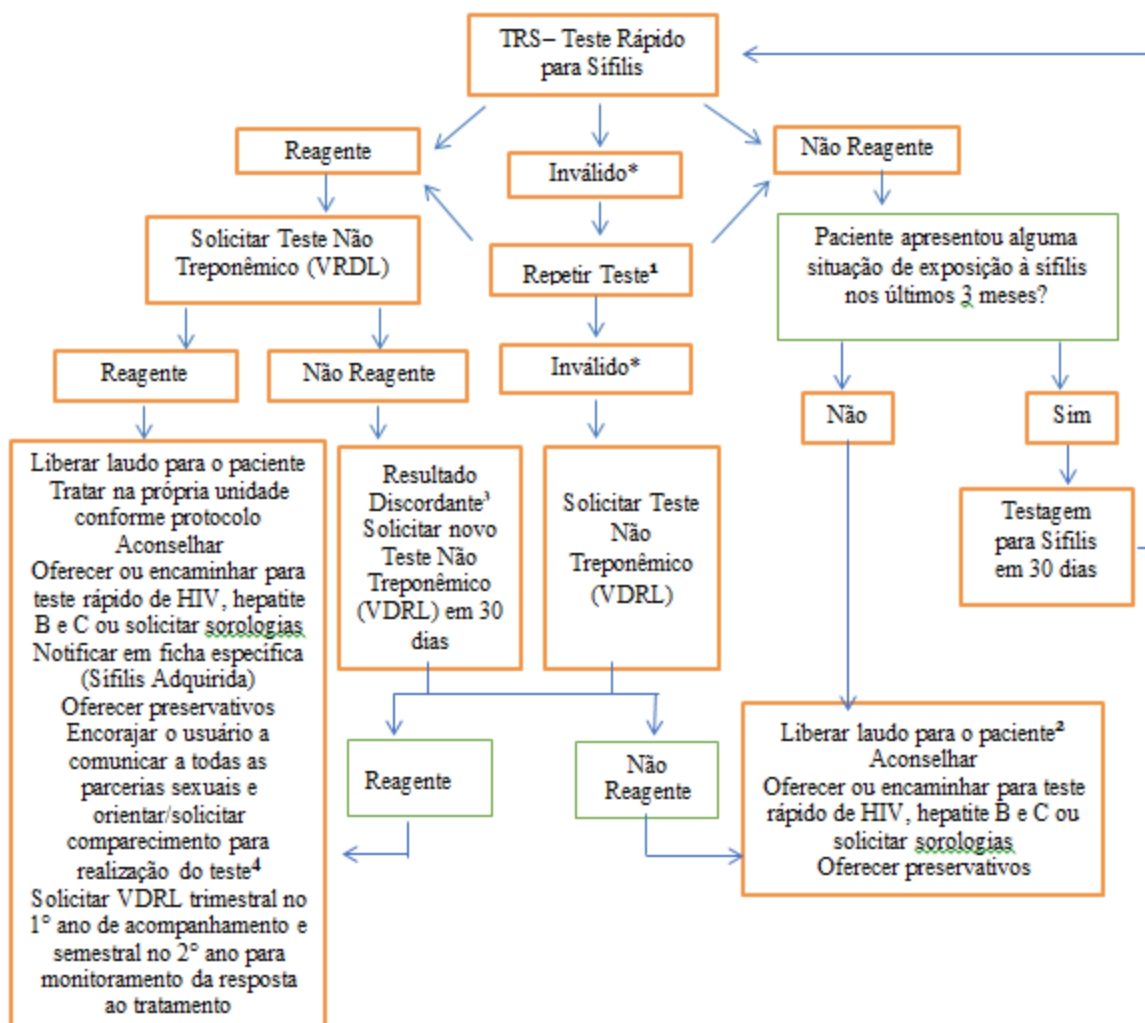 TRS– Teste Rápido
para Sífilis
Reagente
Inválido*
Não Reagente
Solicitar Teste Não
Treponêmico (VRDL)
Repetir Teste¹
Paciente apresentou alguma
situação de exposição à sífilis
nos últimos 3 meses?
Reagente
Não Reagente
Inválido*
Não
Sim
Liberar laudo para o paciente
Tratar na própria unidade
conforme protocolo
Aconselhar
Oferecer ou encaminhar para
teste rápido de HIV, hepatite
B e C ou solicitar sorologias
Notificar em ficha específica
(Sífilis Adquirida)
Oferecer preservativos
Encorajar o usuário a
comunicar a todas as
parcerias sexuais e
orientar/solicitar
comparecimento para
realização do teste⁴
Solicitar VDRL trimestral no
1° ano de acompanhamento e
semestral no 2° ano para
monitoramento da resposta
ao tratamento
Resultado
Discordante³
Solicitar novo
Teste Não
Treponêmico
(VDRL) em 30
dias
Solicitar Teste
Não
Treponêmico
(VDRL)
Testagem
para Sífilis
em 30 dias
Reagente
Não
Reagente
Liberar laudo para o paciente²
Aconselhar
Oferecer ou encaminhar para teste
rápido de HIV, hepatite B e C ou
solicitar sorologias
Oferecer preservativos